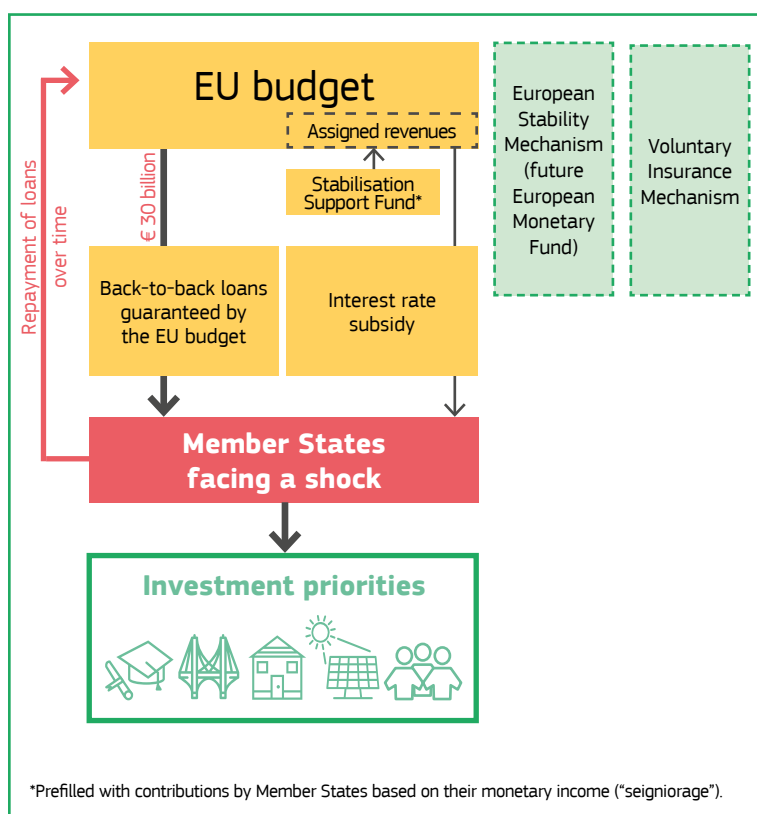 EU budget
Assigned revenues
Stabilisation
Support Fund*
€ 30 billion
Repayment of loans
over time
Back-to-back loans
guaranteed by
the EU budget
Interest rate
subsidy
Member States
facing a shock
Investment priorities
European
Stability
Mechanism
(future
European
Monetary
Fund)
Voluntary
Insurance
Mechanism
*Prefilled with contributions by Member States based on their monetary income (“seigniorage”).